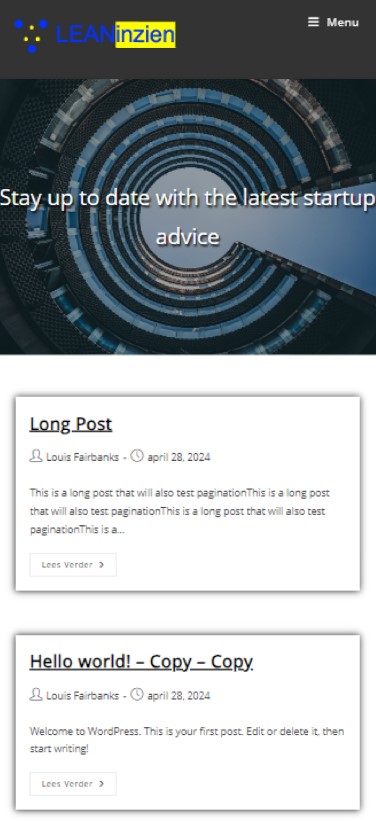 LEANinzien
Menu
Stay up to date with the latest startup
advice
Long Post
Louis Fairbanks - april 28, 2024
This is a long post that will also test paginationThis is a long post
that will also test paginationThis is a long post that will also test
paginationThis is a...
Lees Verder
Hello world! – Copy – Copy
Louis Fairbanks - april 28, 2024
Welcome to WordPress. This is your first post. Edit or delete it, then
start writing!
Lees Verder